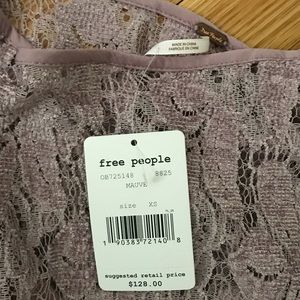 MADE IN CHINA
FABRIQUÉ EN CHINE
free people
OB725148 8825
MAUVE
size XS
1 90383 72140 8
suggested retail price
$128.00